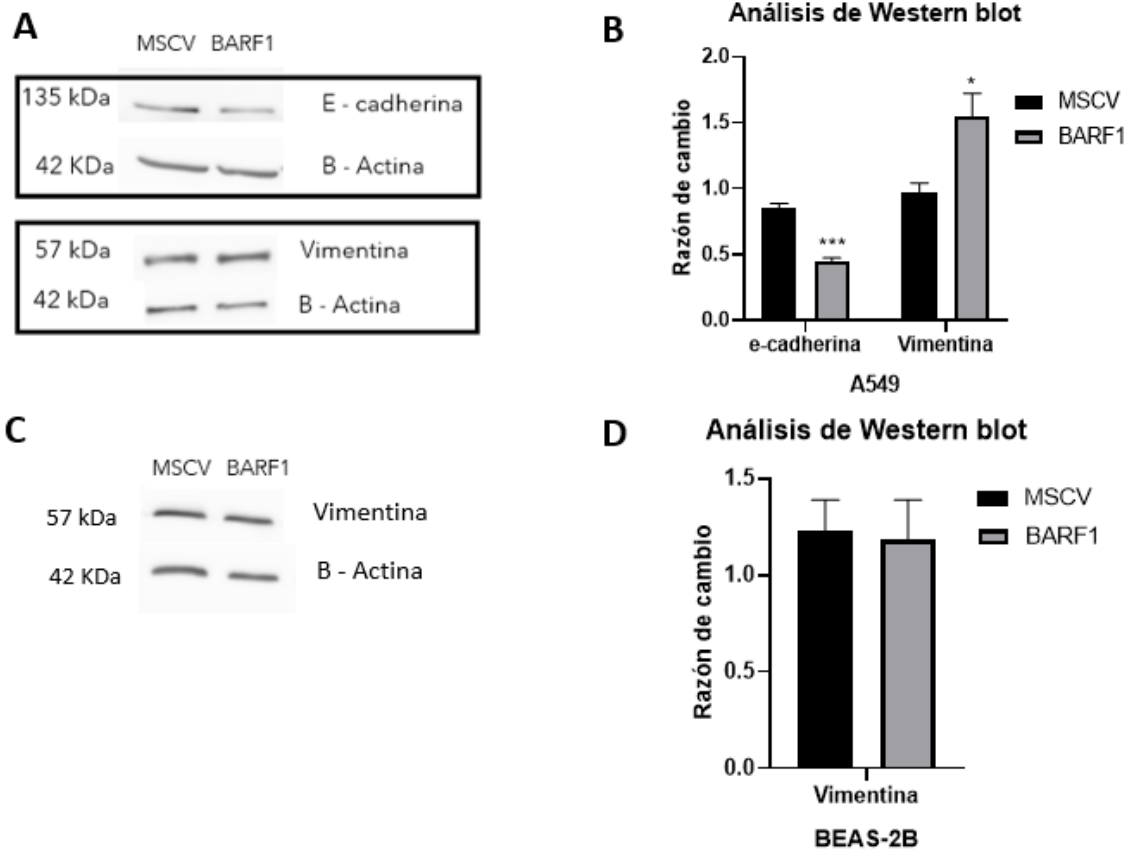 A
MSCV BARF1
135 kDa E - cadherina
42 KDa B - Actina
57 kDa Vimentina
42 kDa B - Actina
B
Análisis de Western blot
Razón de cambio
2.0
1.5
1.0
0.5
0.0
***
*
MSCV
BARF1
e-cadherina Vimentina
A549
C
MSCV BARF1
57 kDa Vimentina
42 KDa B - Actina
D
Análisis de Western blot
Razón de cambio
1.5
1.0
0.5
0.0
MSCV
BARF1
Vimentina
BEAS-2B